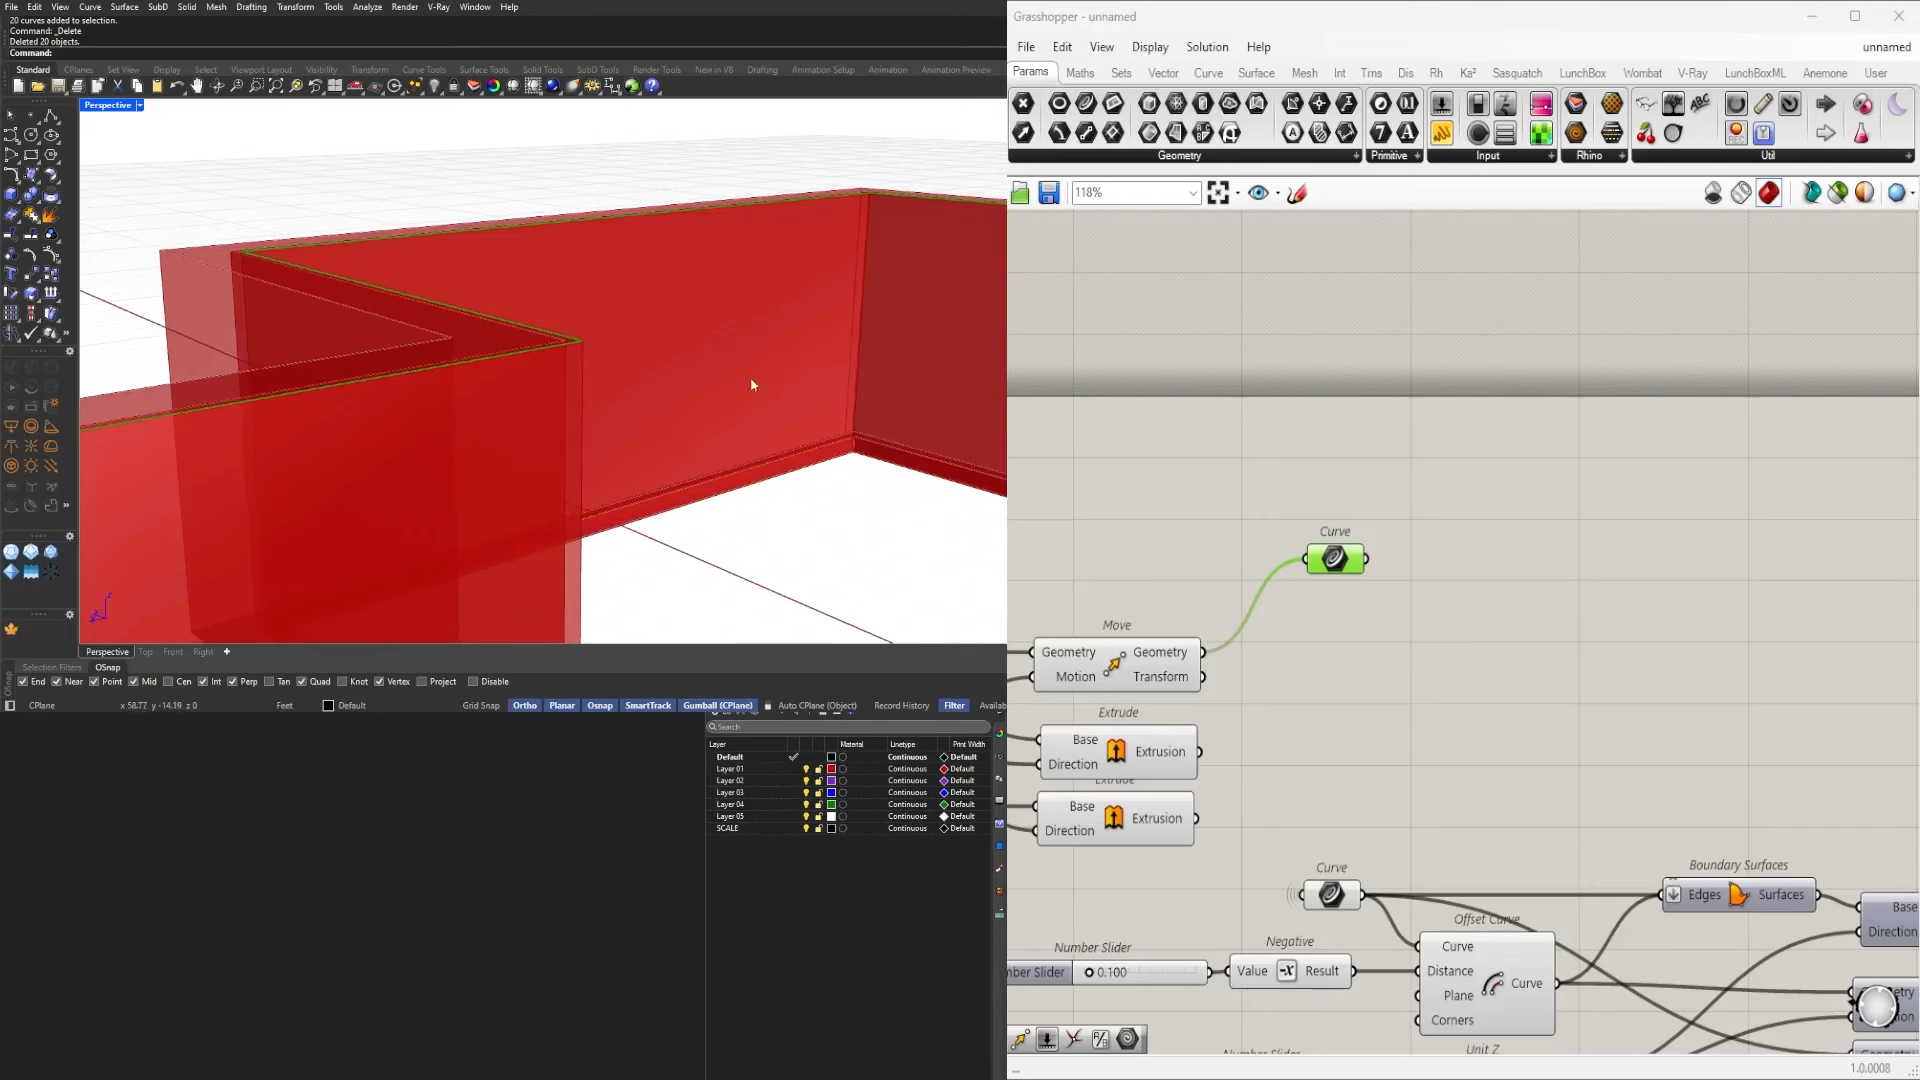 File Edit View Curve Surface SubD Solid Mesh Drafting Transform Tools Analyze Render V-Ray Window Help
20 curves added to selection.
Command: _Delete
Deleted 20 objects.
Command:
Standard CPlanes Set View Display Select Viewport Layout Visibility Transform Curve Tools Surface Tools Solid Tools SubD Tools Render Tools New in V8 Drafting Animation Setup Animation Animation Preview
Perspective
z
x
Perspective Top Front Right
Selection Filters OSnap
OSnap
End Near Point Mid Cen Int Perp Tan Quad Knot Vertex Project Disable
CPlane x 58.77 y -14.19 z 0 Feet Default Grid Snap Ortho Planar Osnap SmartTrack Gumball (CPlane) Auto CPlane (Object) Record History Filter Availab
Search
Layer Material Linetype Print Width
Default Continuous Default
Layer 01 Continuous Default
Layer 02 Continuous Default
Layer 03 Continuous Default
Layer 04 Continuous Default
Layer 05 Continuous Default
SCALE Continuous Default
Grasshopper - unnamed
File Edit View Display Solution Help unnamed
Params Maths Sets Vector Curve Surface Mesh Int Trns Dis Rh Ka² Sasquatch LunchBox Wombat V-Ray LunchBoxML Anemone User
Geometry Primitive Input Rhino Util
118%
Curve
Move
Geometry Geometry
Motion Transform
Extrude
Base Extrusion
Direction
Extrude
Base Extrusion
Direction
Curve
Boundary Surfaces
Edges Surfaces
Base
Direction
Offset Curve
Curve
Distance
Plane
Corners
Curve
Number Slider
mber Slider 0.100
Negative
Value -X Result
Unit Z
Number Slider
1.0.0008